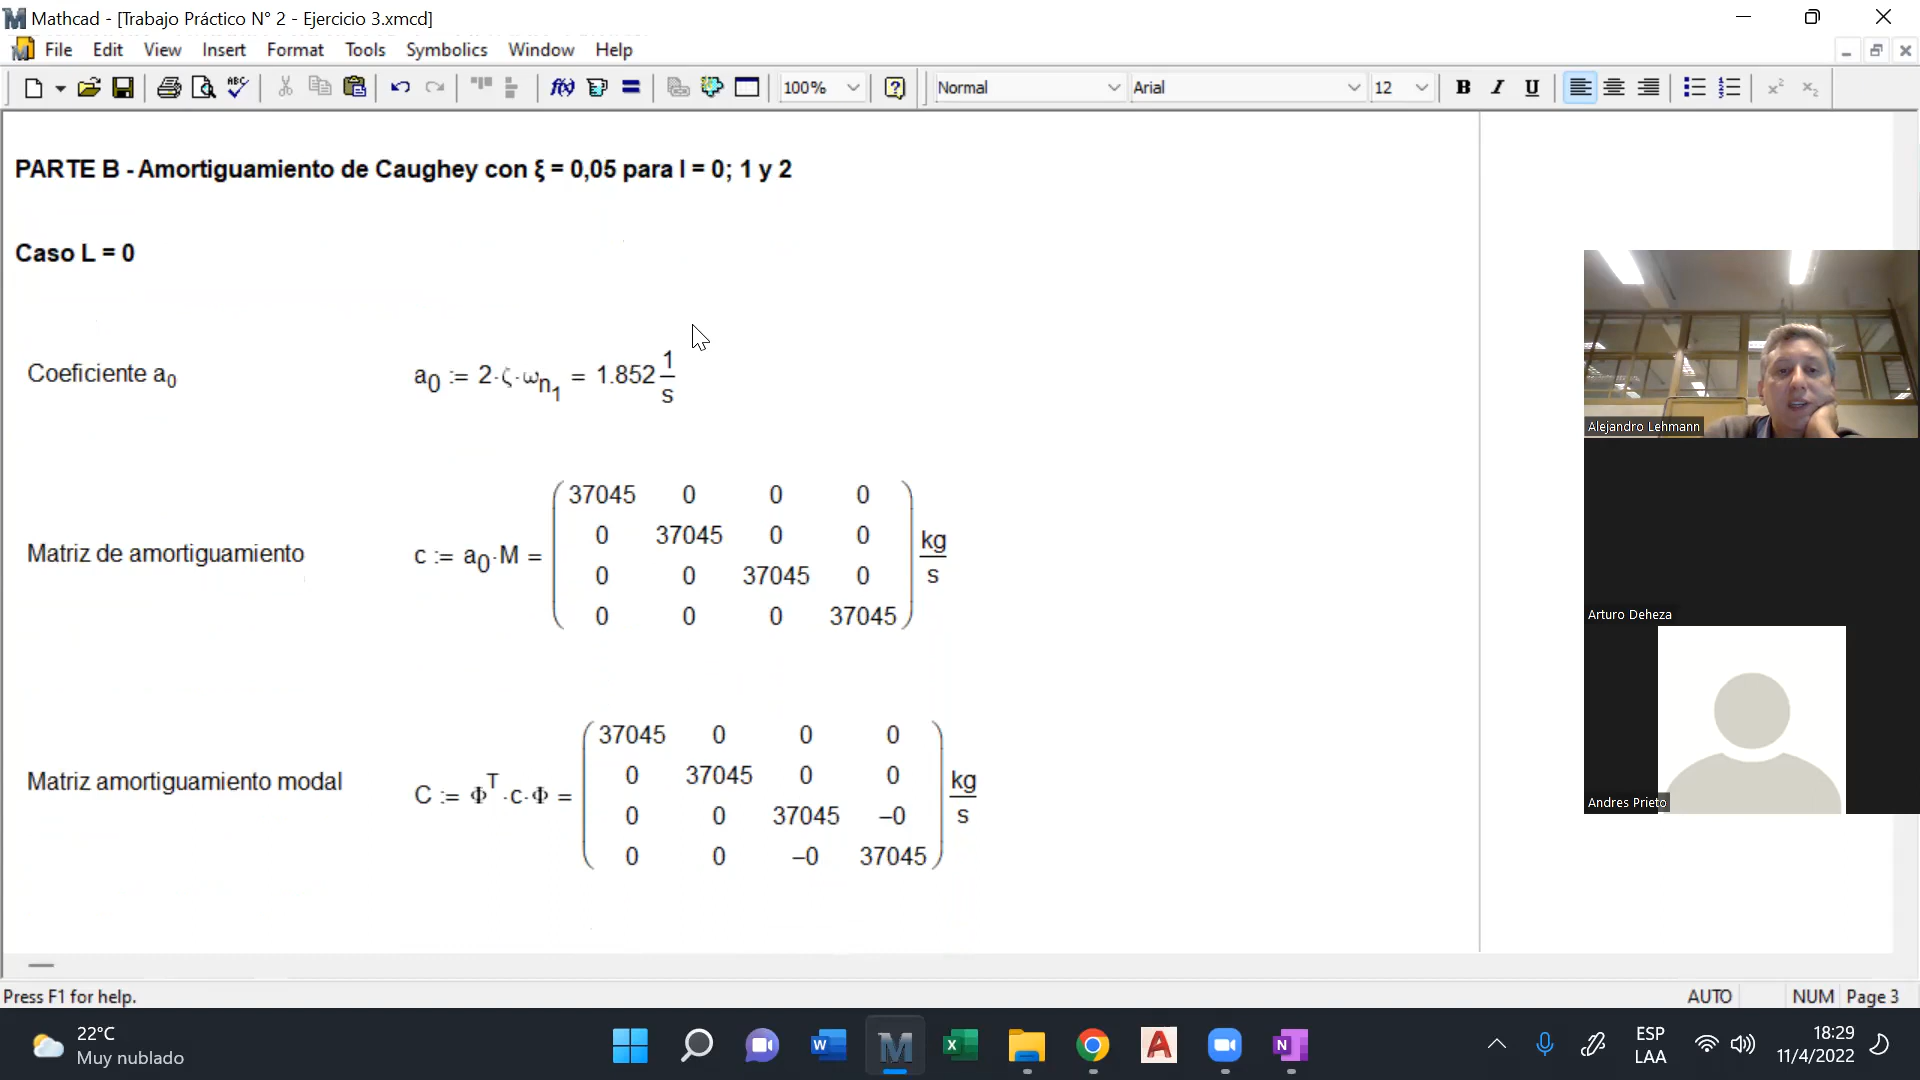 Mathcad - [Trabajo Práctico N° 2 - Ejercicio 3.xmcd]
File Edit View Insert Format Tools Symbolics Window Help
100% Normal Arial 12 B I U
PARTE B - Amortiguamiento de Caughey con ξ = 0,05 para l = 0; 1 y 2
Caso L = 0
Coeficiente a₀ a₀ := 2·ζ·ωn₁ = 1.852 1/s
Matriz de amortiguamiento c := a₀·M =
37045 0 0 0
0 37045 0 0
0 0 37045 0
0 0 0 37045
kg/s
Matriz amortiguamiento modal C := Φᵀ·c·Φ =
37045 0 0 0
0 37045 0 0
0 0 37045 −0
0 0 −0 37045
kg/s
Alejandro Lehmann
Arturo Deheza
Andres Prieto
Press F1 for help.
AUTO NUM Page 3
22°C
Muy nublado
ESP
LAA
18:29
11/4/2022